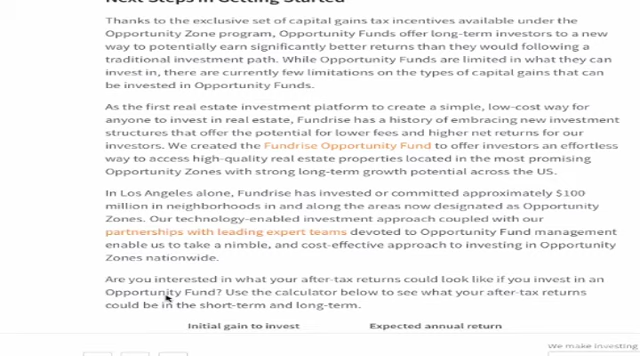 Next Steps in Getting Started
Thanks to the exclusive set of capital gains tax incentives available under the
Opportunity Zone program, Opportunity Funds offer long-term investors to a new
way to potentially earn significantly better returns than they would following a
traditional investment path. While Opportunity Funds are limited in what they can
invest in, there are currently few limitations on the types of capital gains that can
be invested in Opportunity Funds.
As the first real estate investment platform to create a simple, low-cost way for
anyone to invest in real estate, Fundrise has a history of embracing new investment
structures that offer the potential for lower fees and higher net returns for our
investors. We created the Fundrise Opportunity Fund to offer investors an effortless
way to access high-quality real estate properties located in the most promising
Opportunity Zones with strong long-term growth potential across the US.
In Los Angeles alone, Fundrise has invested or committed approximately $100
million in neighborhoods in and along the areas now designated as Opportunity
Zones. Our technology-enabled investment approach coupled with our
partnerships with leading expert teams devoted to Opportunity Fund management
enable us to take a nimble, and cost-effective approach to investing in Opportunity
Zones nationwide.
Are you interested in what your after-tax returns could look like if you invest in an
Opportunity Fund? Use the calculator below to see what your after-tax returns
could be in the short-term and long-term.
Initial gain to invest Expected annual return
We make investing